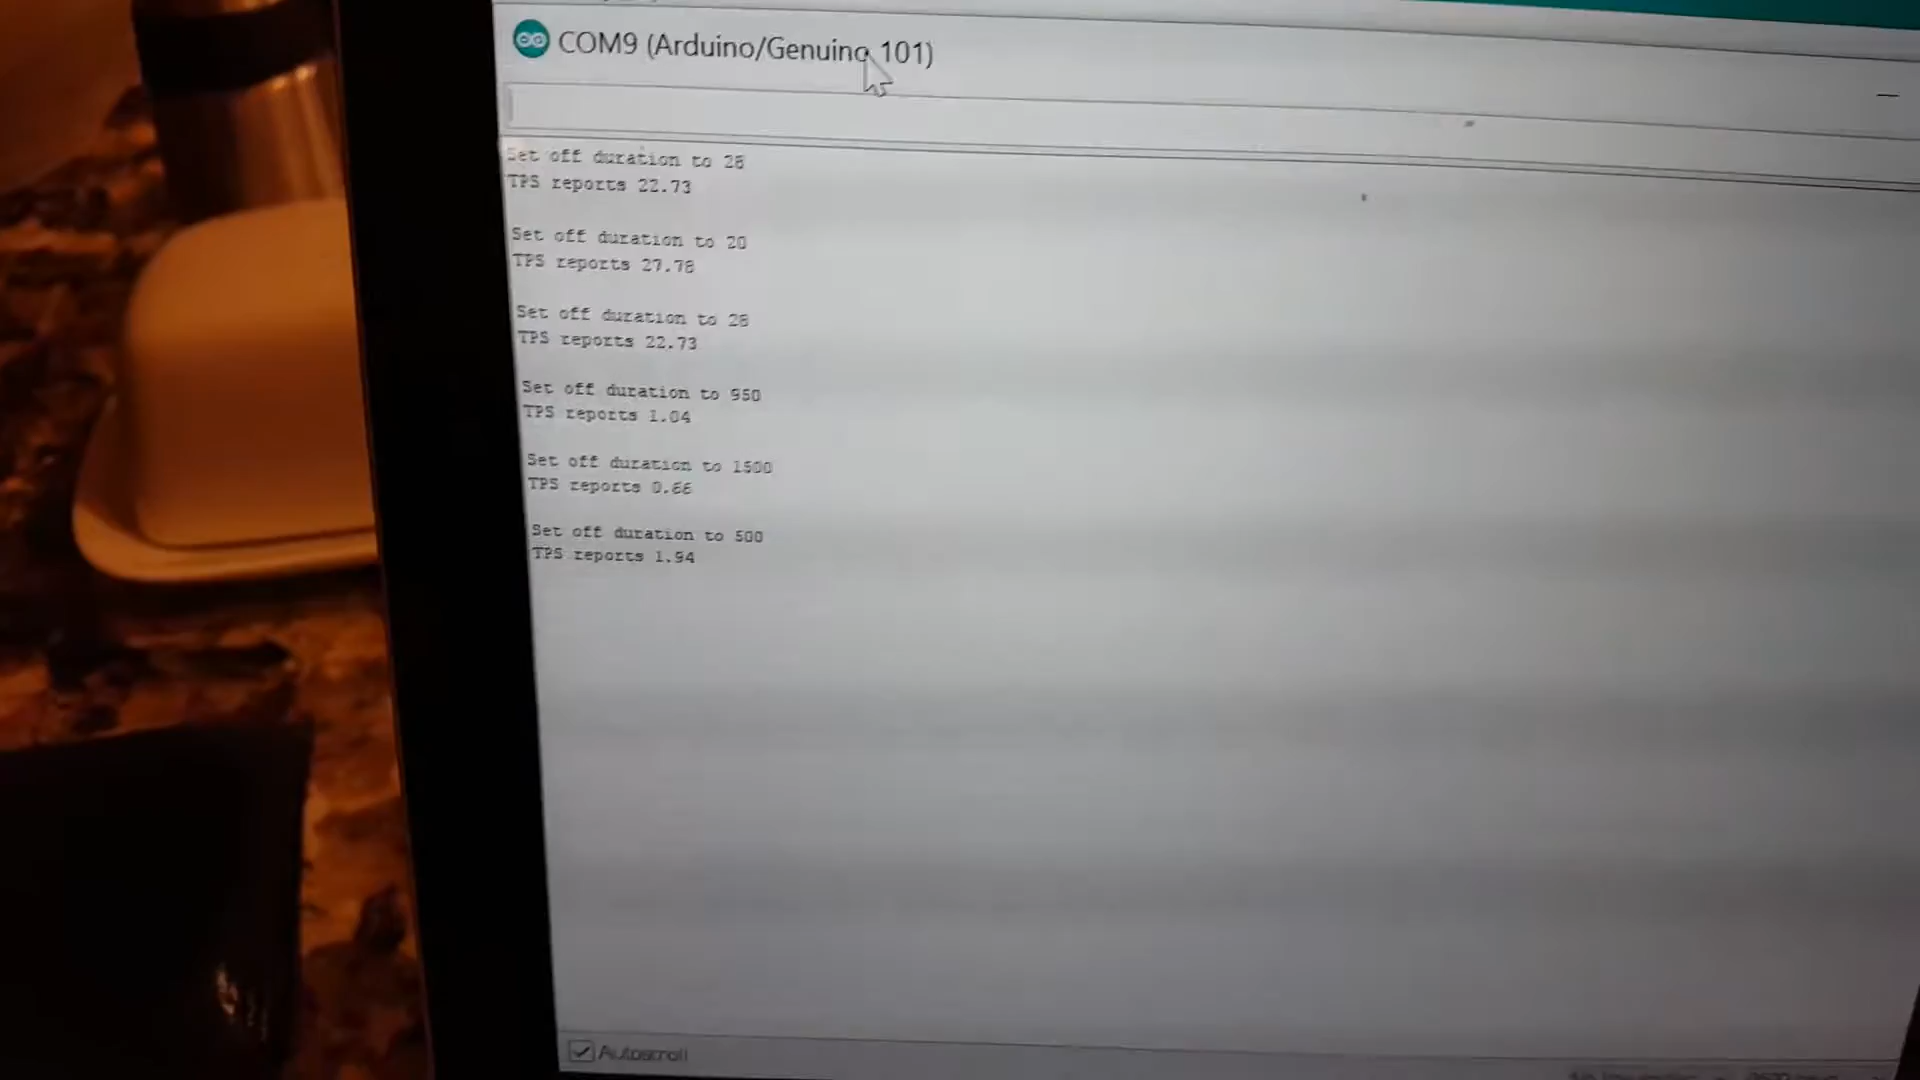 COM9 (Arduino/Genuino 101)
Set off duration to 28
TPS reports 22.73
Set off duration to 20
TPS reports 27.78
Set off duration to 28
TPS reports 22.73
Set off duration to 950
TPS reports 1.04
Set off duration to 1500
TPS reports 0.66
Set off duration to 500
TPS reports 1.94
Autoscroll